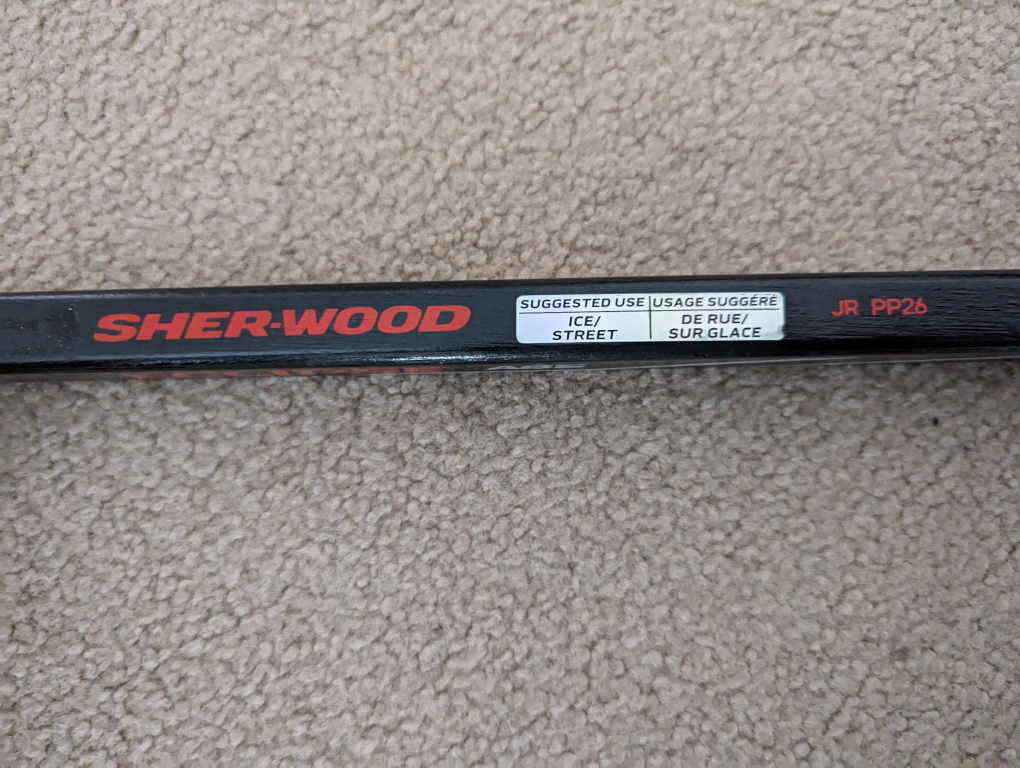 SHER-WOOD
SUGGESTED USE
ICE/
STREET
USAGE SUGGÉRÉ
DE RUE/
SUR GLACE
JR PP26